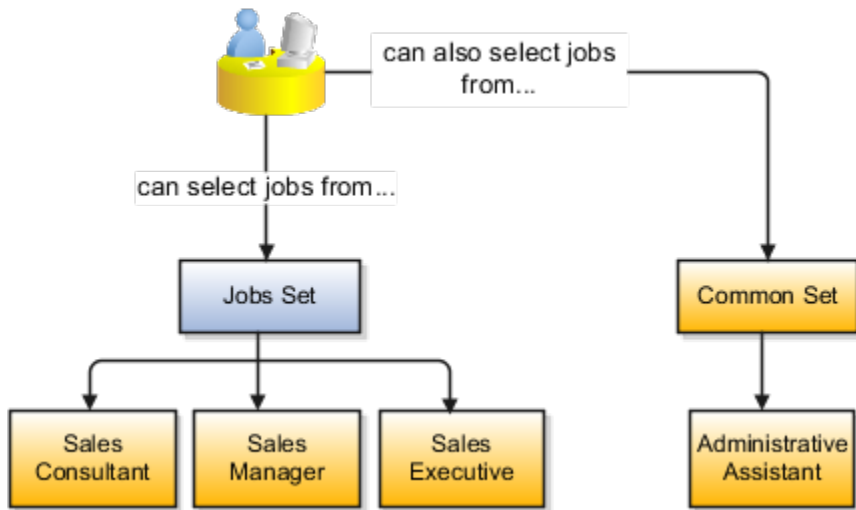 can also select jobs
from...
can select jobs from...
Jobs Set
Common Set
Sales
Consultant
Sales
Manager
Sales
Executive
Administrative
Assistant